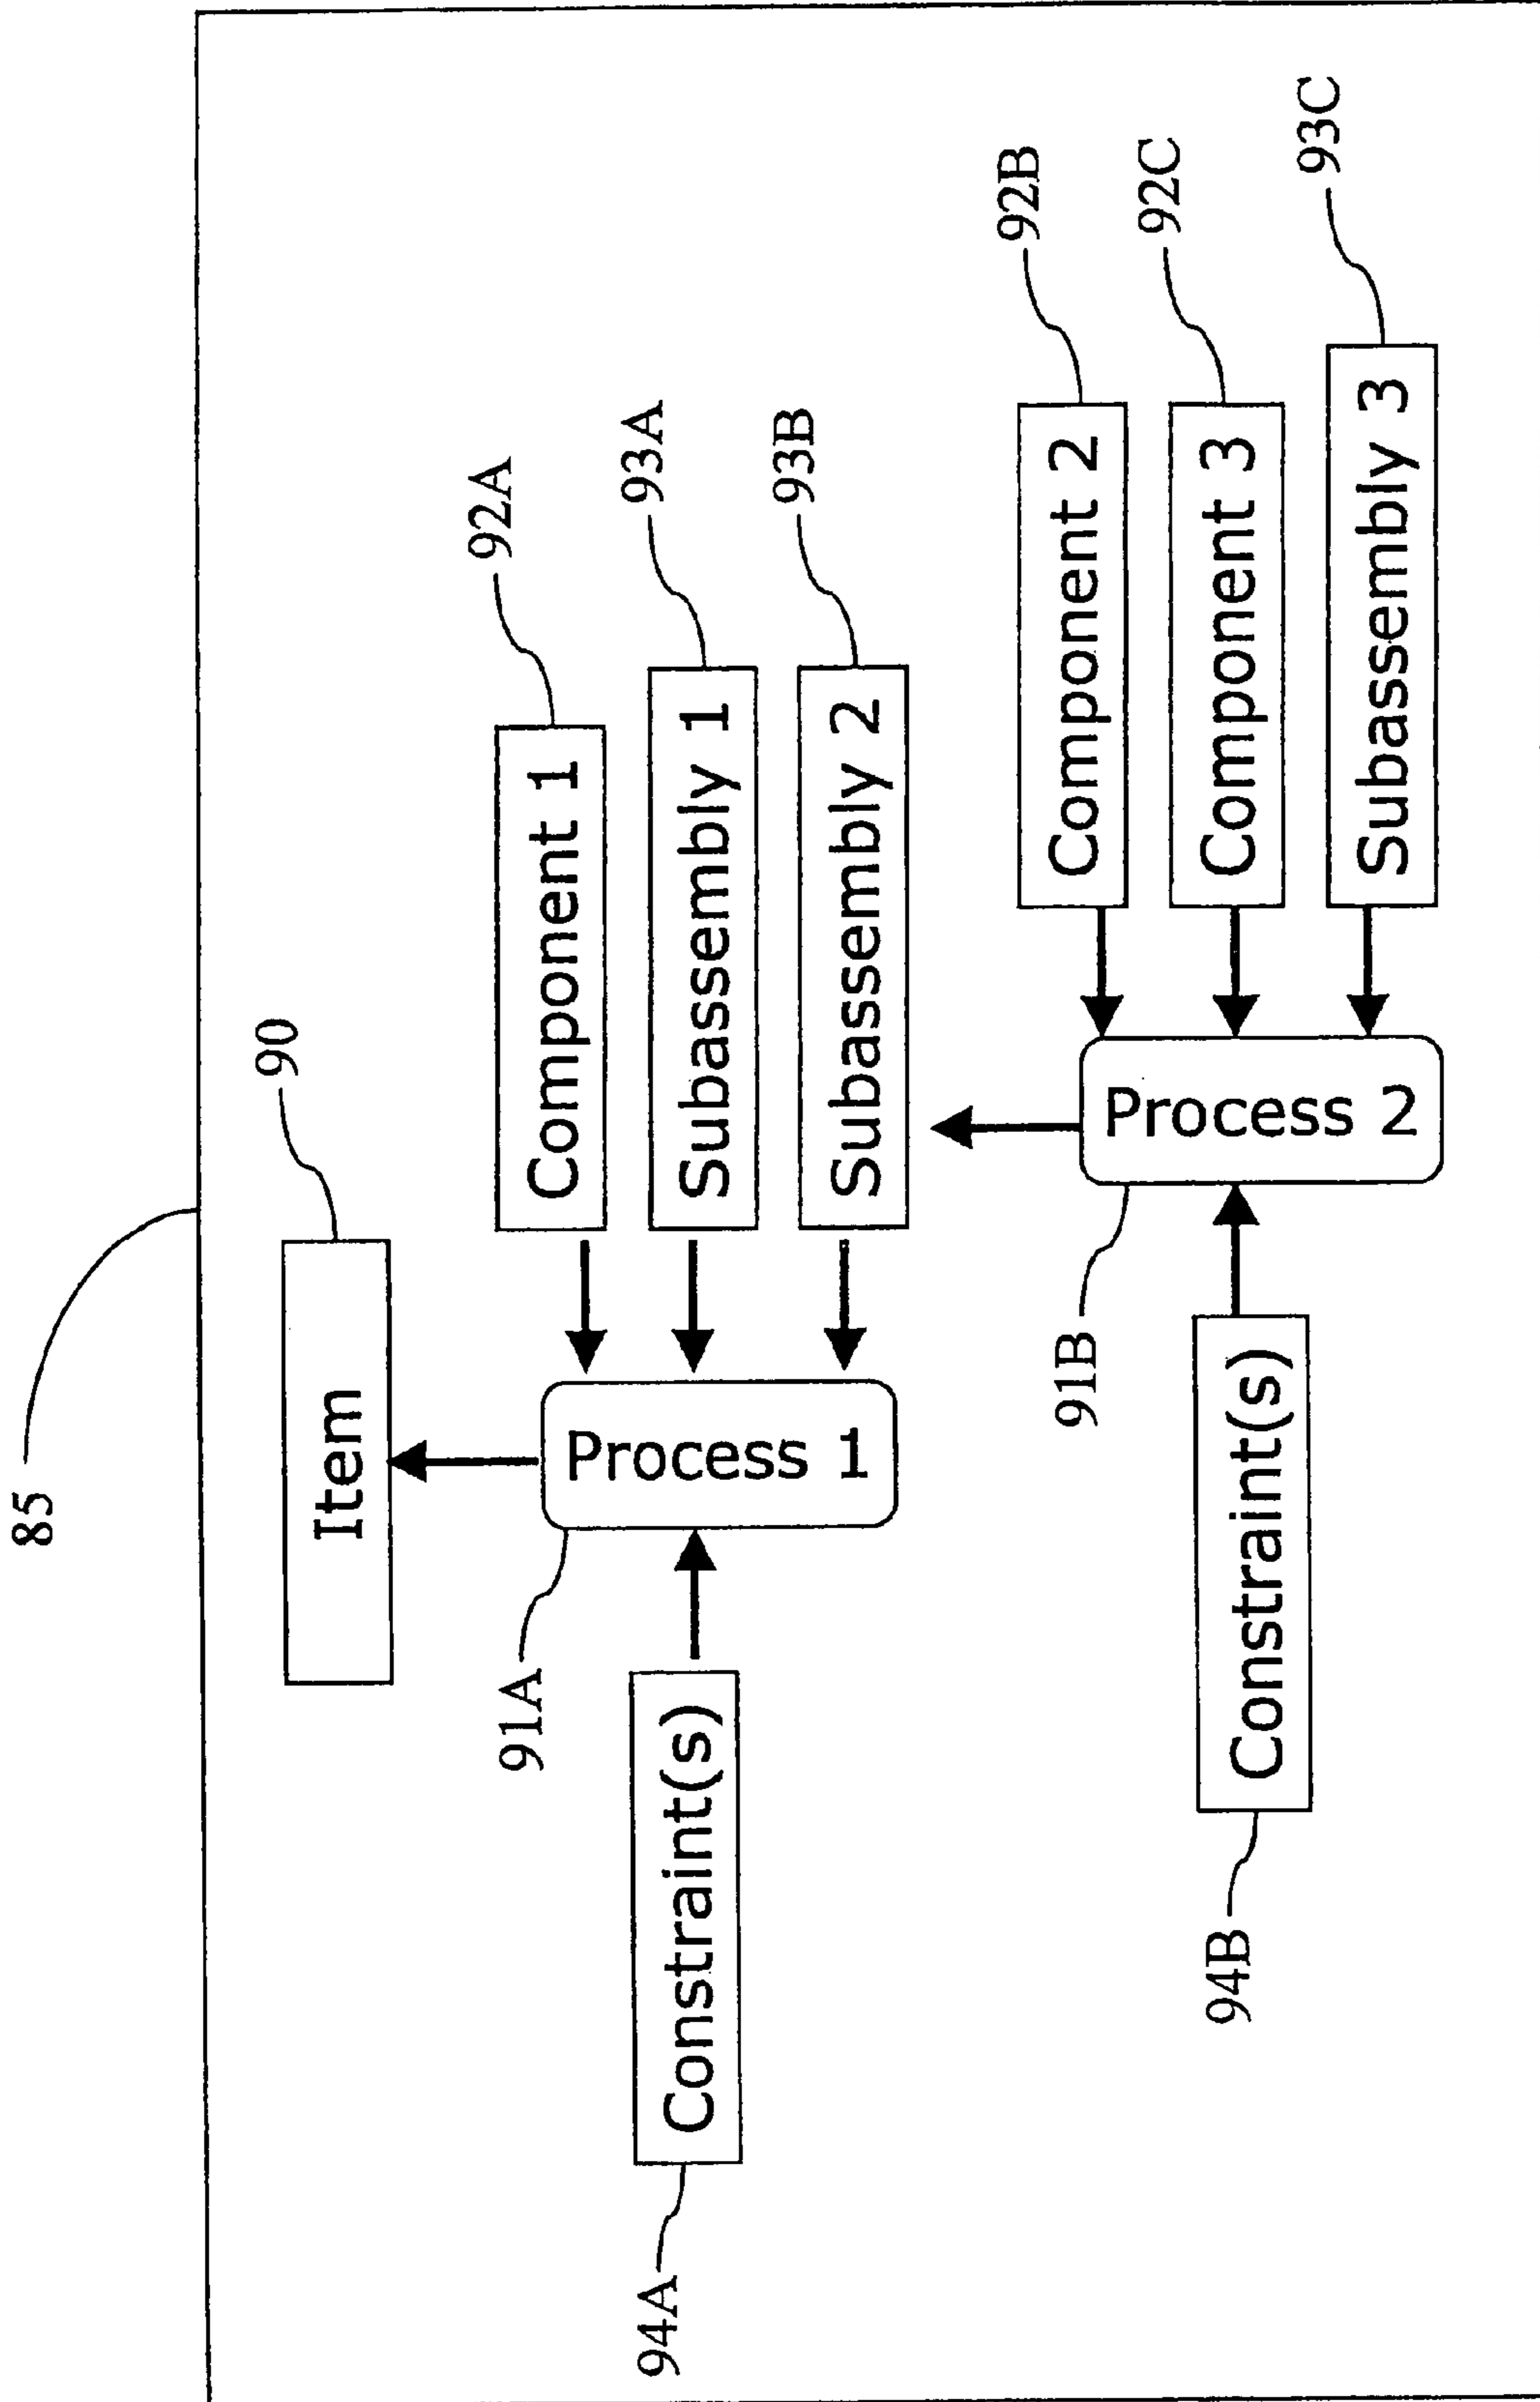 85
90
Item
91A
Process 1
92A
Component 1
93A
Subassembly 1
93B
Subassembly 2
94A
Constraint(s)
91B
Process 2
92B
Component 2
92C
Component 3
93C
Subassembly 3
94B
Constraint(s)